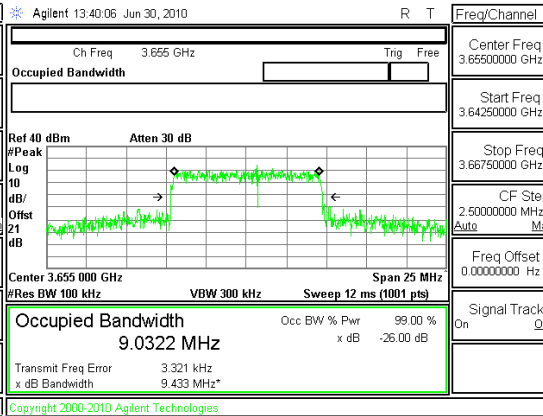 Agilent 13:40:06 Jun 30, 2010 R T
Freq/Channel
Ch Freq 3.655 GHz Trig Free
Occupied Bandwidth
Center Freq
3.65500000 GHz
Start Freq
3.64250000 GHz
Stop Freq
3.66750000 GHz
CF Ste
2.50000000 MHz
Auto Ma
Freq Offset
0.00000000 Hz
Signal Track
On O
Ref 40 dBm Atten 30 dB
#Peak
Log
10
dB/
Offst
21
dB
Center 3.655 000 GHz Span 25 MHz
#Res BW 100 kHz VBW 300 kHz Sweep 12 ms (1001 pts)
Occupied Bandwidth Occ BW % Pwr 99.00 %
9.0322 MHz x dB -26.00 dB
Transmit Freq Error 3.321 kHz
x dB Bandwidth 9.433 MHz*
Copyright 2000-2010 Agilent Technologies